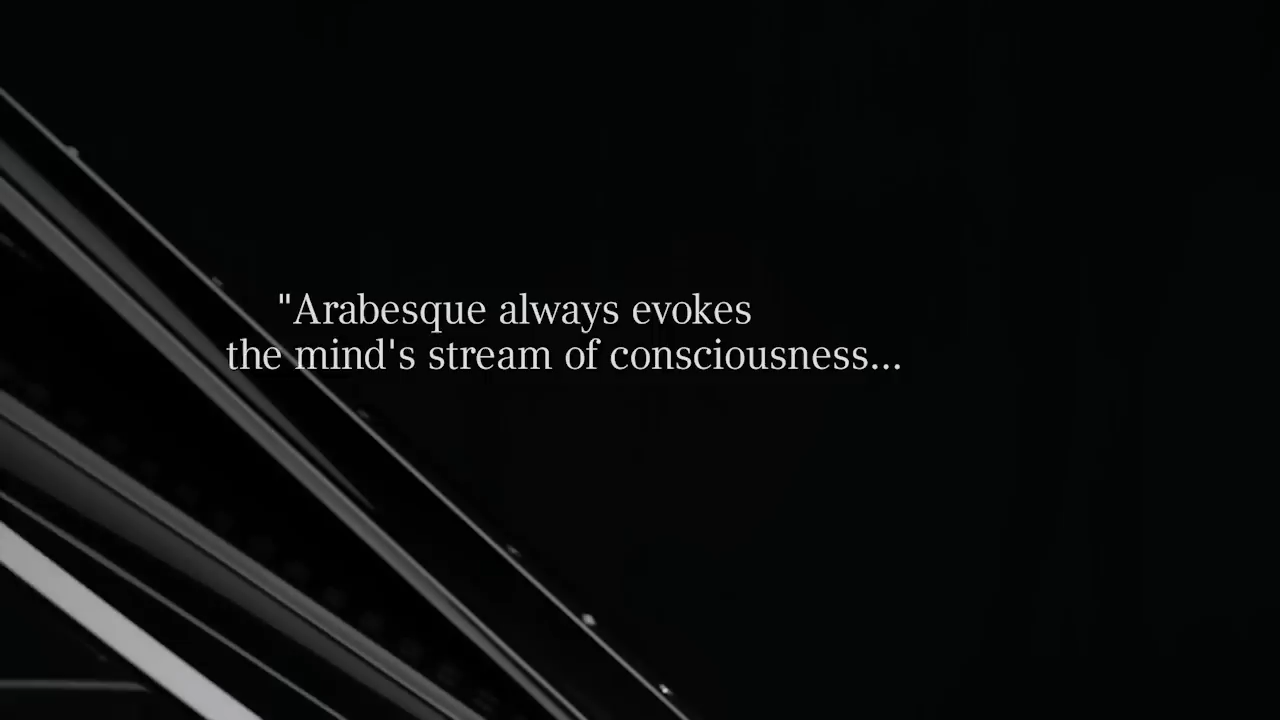 "Arabesque always evokes
the mind's stream of consciousness...